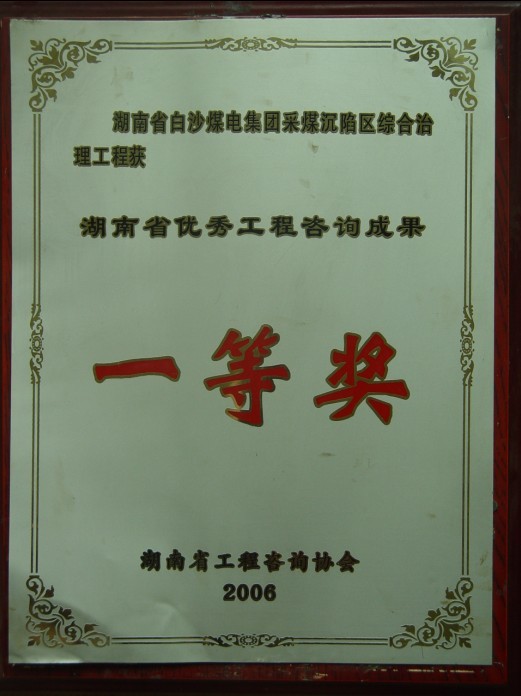 湖南省白沙煤电集团采煤沉陷区综合治
理工程获
湖南省优秀工程咨询成果
一等奖
湖南省工程咨询协会
2006